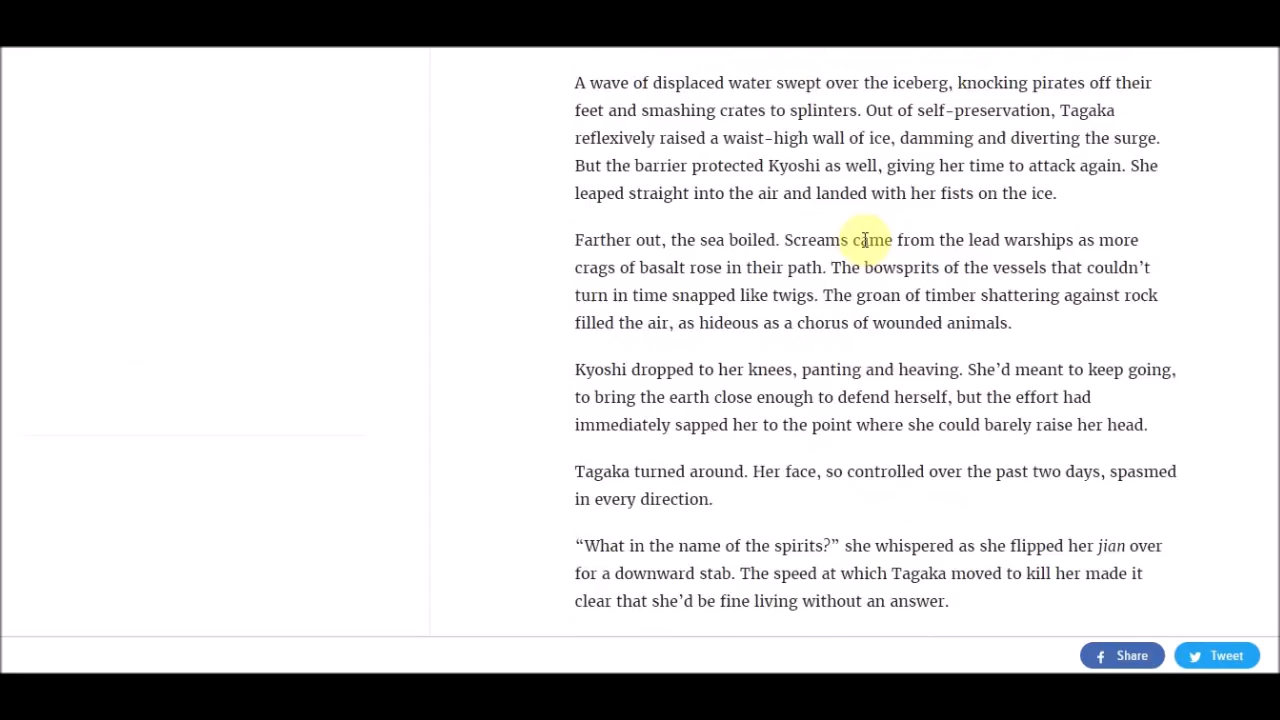 A wave of displaced water swept over the iceberg, knocking pirates off their
feet and smashing crates to splinters. Out of self-preservation, Tagaka
reflexively raised a waist-high wall of ice, damming and diverting the surge.
But the barrier protected Kyoshi as well, giving her time to attack again. She
leaped straight into the air and landed with her fists on the ice.
Farther out, the sea boiled. Screams came from the lead warships as more
crags of basalt rose in their path. The bowsprits of the vessels that couldn’t
turn in time snapped like twigs. The groan of timber shattering against rock
filled the air, as hideous as a chorus of wounded animals.
Kyoshi dropped to her knees, panting and heaving. She’d meant to keep going,
to bring the earth close enough to defend herself, but the effort had
immediately sapped her to the point where she could barely raise her head.
Tagaka turned around. Her face, so controlled over the past two days, spasmed
in every direction.
“What in the name of the spirits?” she whispered as she flipped her jian over
for a downward stab. The speed at which Tagaka moved to kill her made it
clear that she’d be fine living without an answer.
Share Tweet